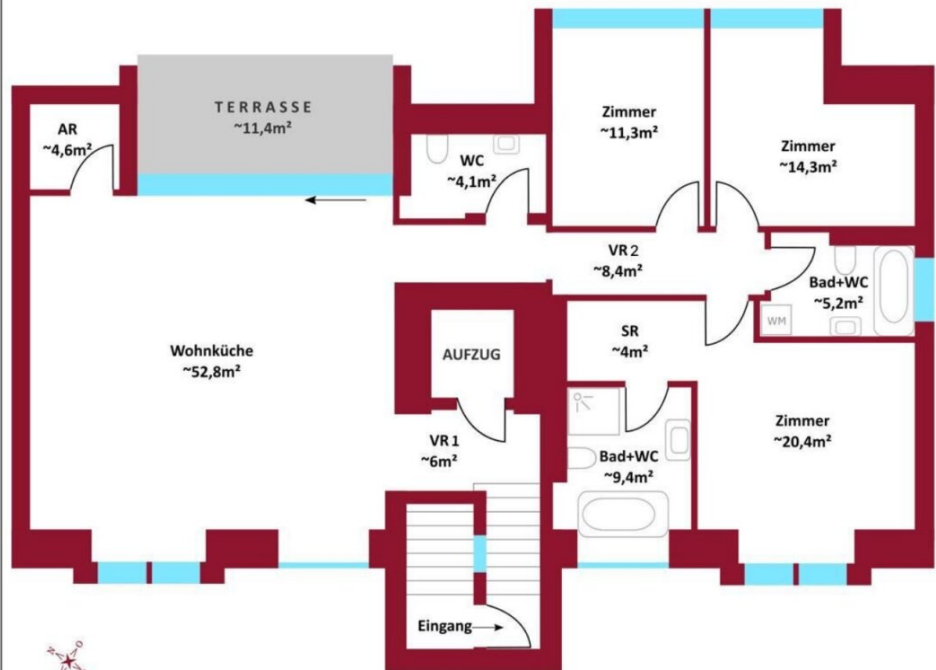 TERRASSE
~11,4m²
AR
~4,6m²
WC
~4,1m²
Zimmer
~11,3m²
Zimmer
~14,3m²
VR 2
~8,4m²
Bad+WC
~5,2m²
WM
Wohnküche
~52,8m²
AUFZUG
SR
~4m²
VR 1
~6m²
Zimmer
~20,4m²
Bad+WC
~9,4m²
Eingang
N
O